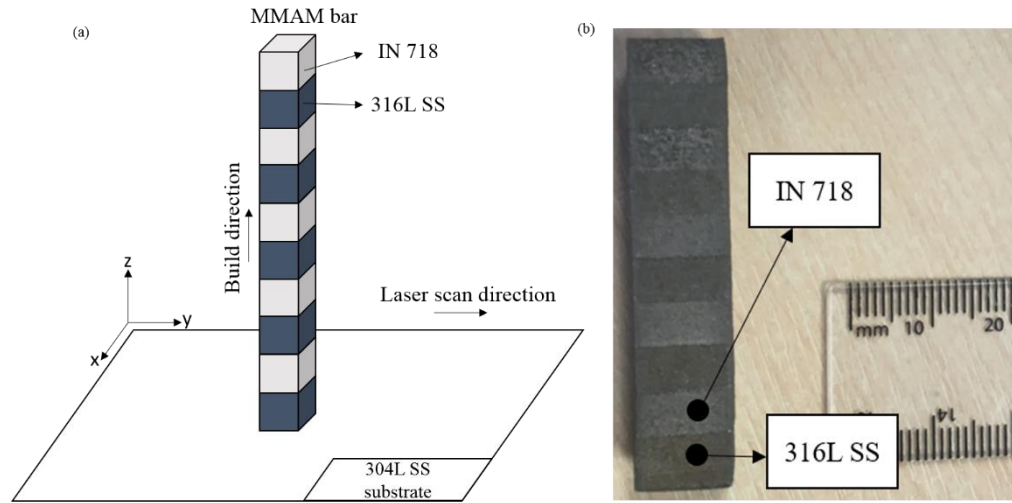 (a)
MMAM bar
IN 718
316L SS
Build direction
z
y
x
Laser scan direction
304L SS
substrate
(b)
IN 718
mm 10 20
14
316L SS